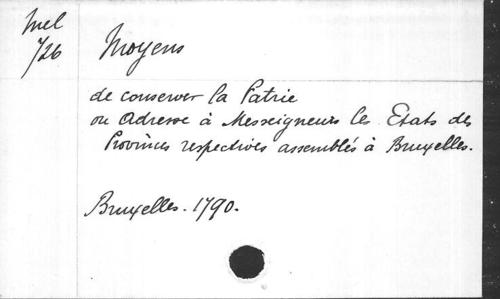 Mel
726
Moyens
de conserver la Patrie
ou Adresse à Messeigneurs les Etats des
Provinces respectives assemblés à Bruxelles.
Bruxelles. 1790.